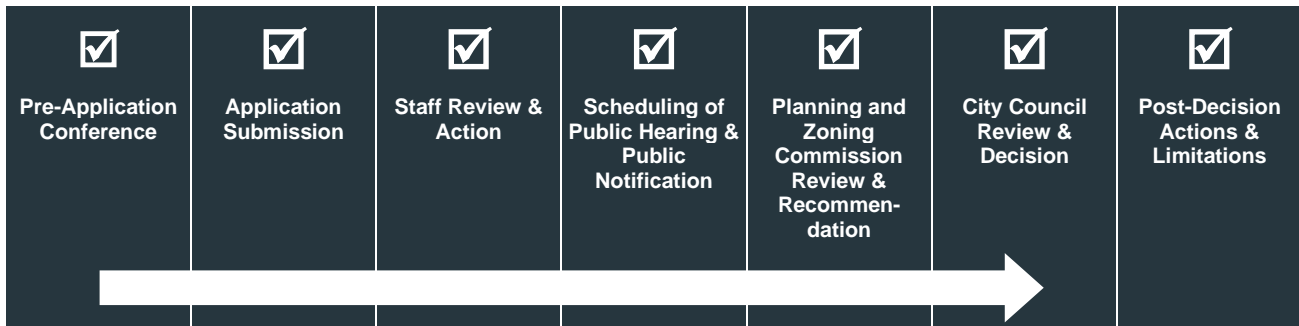 Pre-Application
Conference
Application
Submission
Staff Review &
Action
Scheduling of
Public Hearing &
Public
Notification
Planning and
Zoning
Commission
Review &
Recommen-
dation
City Council
Review &
Decision
Post-Decision
Actions &
Limitations